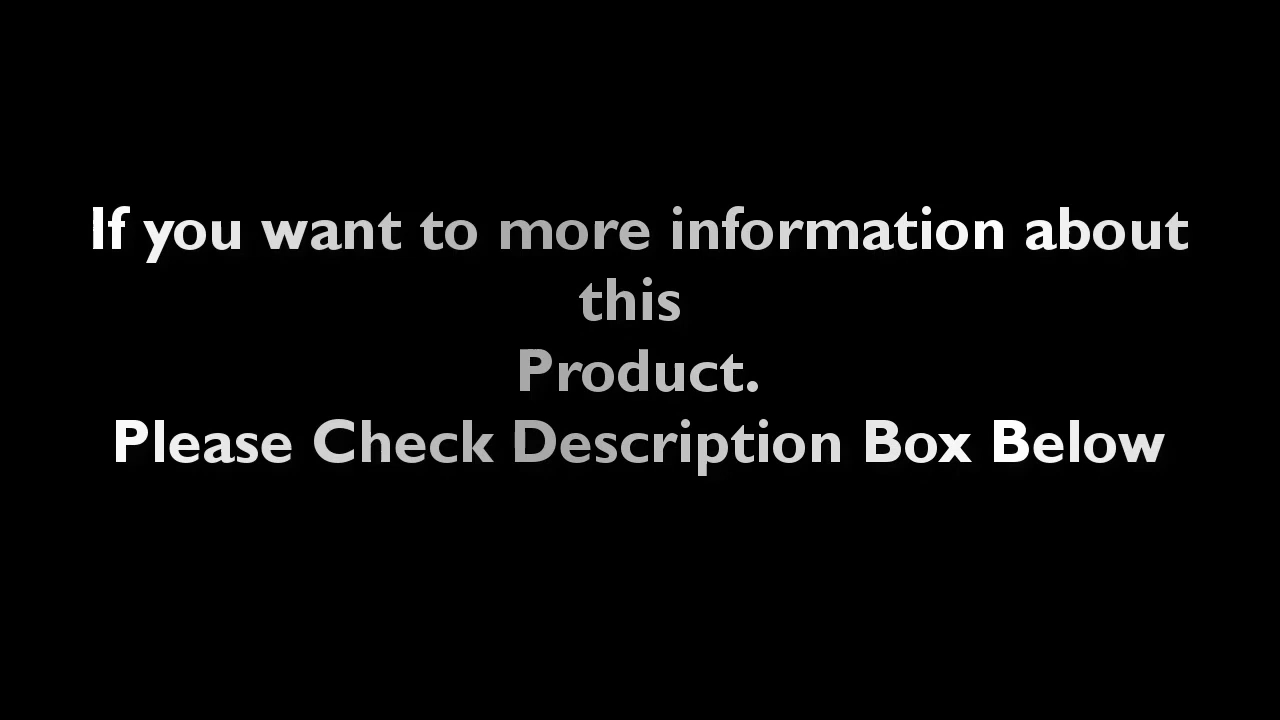 If you want to more information about
this
Product.
Please Check Description Box Below